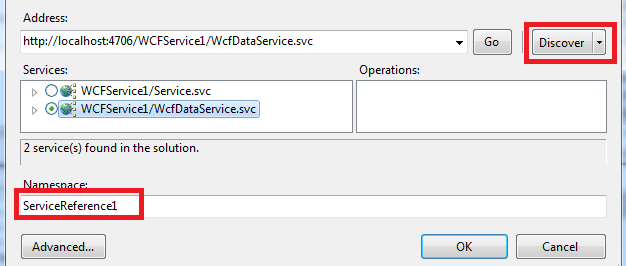 Address:
http://localhost:4706/WCFService1/WcfDataService.svc
Go
Discover
Services:
Operations:
WCFService1/Service.svc
WCFService1/WcfDataService.svc
2 service(s) found in the solution.
Namespace:
ServiceReference1
Advanced...
OK
Cancel